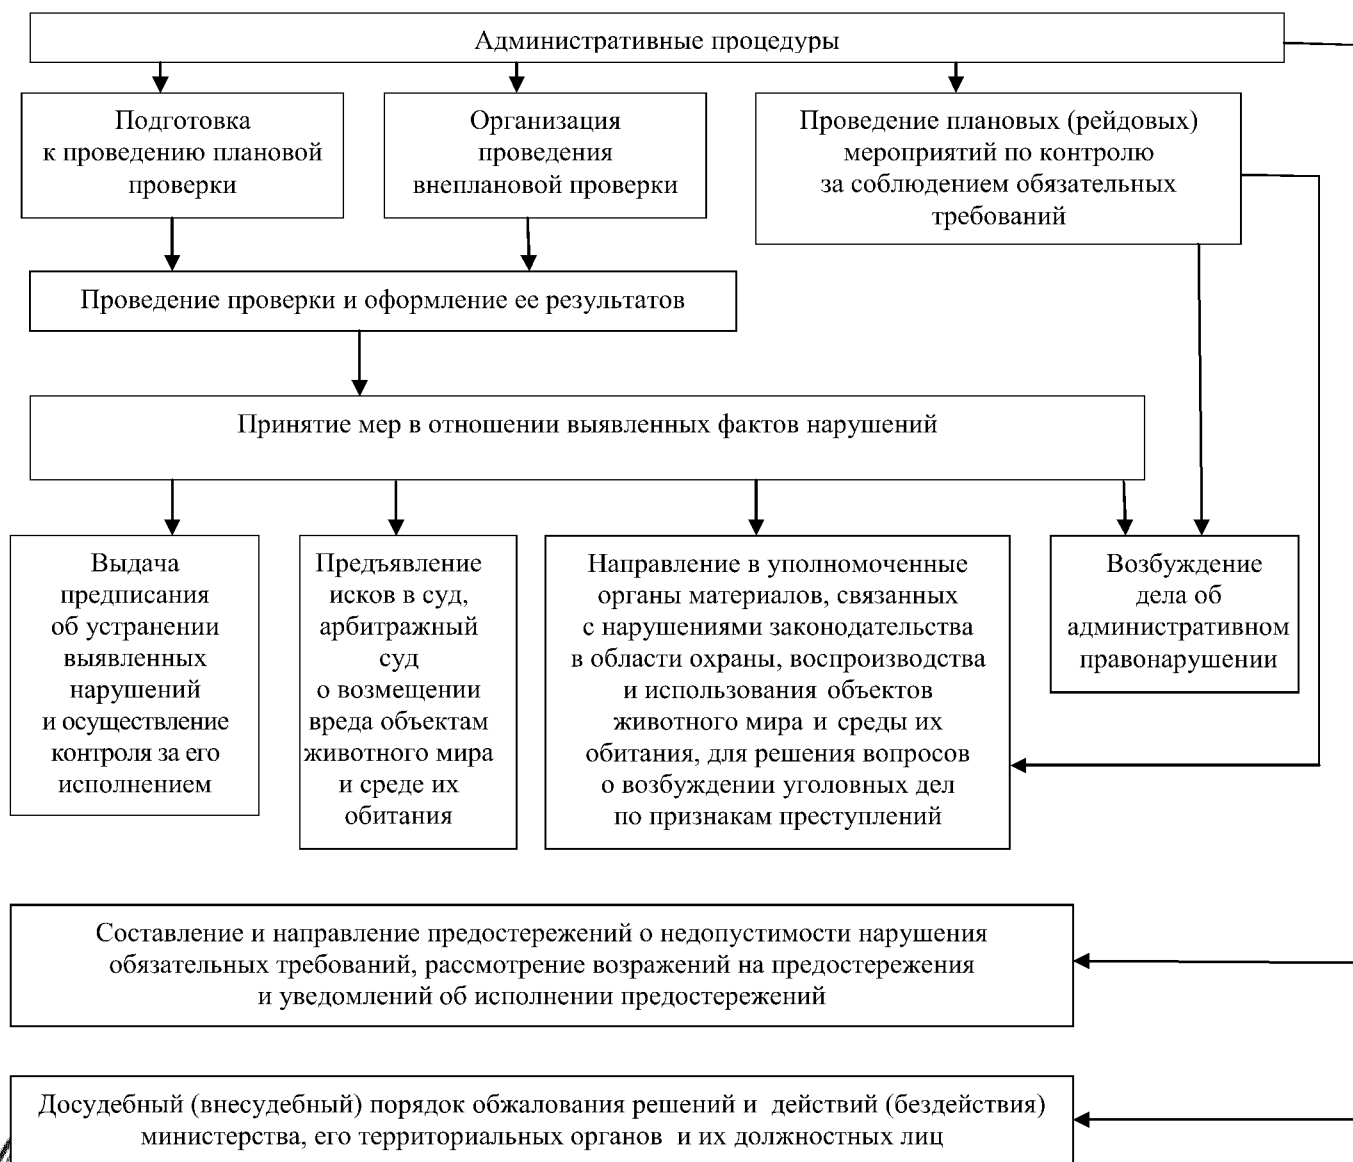 Административные процедуры
Подготовка
к проведению плановой
проверки
Организация
проведения
внеплановой проверки
Проведение плановых (рейдовых)
мероприятий по контролю
за соблюдением обязательных
требований
Проведение проверки и оформление ее результатов
Принятие мер в отношении выявленных фактов нарушений
Выдача
предписания
об устранении
выявленных
нарушений
и осуществление
контроля за его
исполнением
Предъявление
исков в суд,
арбитражный
суд
о возмещении
вреда объектам
животного мира
и среде их
обитания
Направление в уполномоченные
органы материалов, связанных
с нарушениями законодательства
в области охраны, воспроизводства
и использования объектов
животного мира и среды их
обитания, для решения вопросов
о возбуждении уголовных дел
по признакам преступлений
Возбуждение
дела об
административном
правонарушении
Составление и направление предостережений о недопустимости нарушения
обязательных требований, рассмотрение возражений на предостережения
и уведомлений об исполнении предостережений
Досудебный (внесудебный) порядок обжалования решений и действий (бездействия)
министерства, его территориальных органов и их должностных лиц